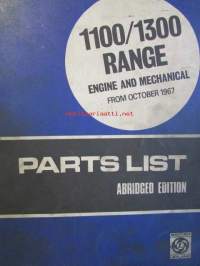 1100/1300
RANGE
ENGINE AND MECHANICAL
FROM OCTOBER 1967
PARTS LIST
ABRIDGED EDITION